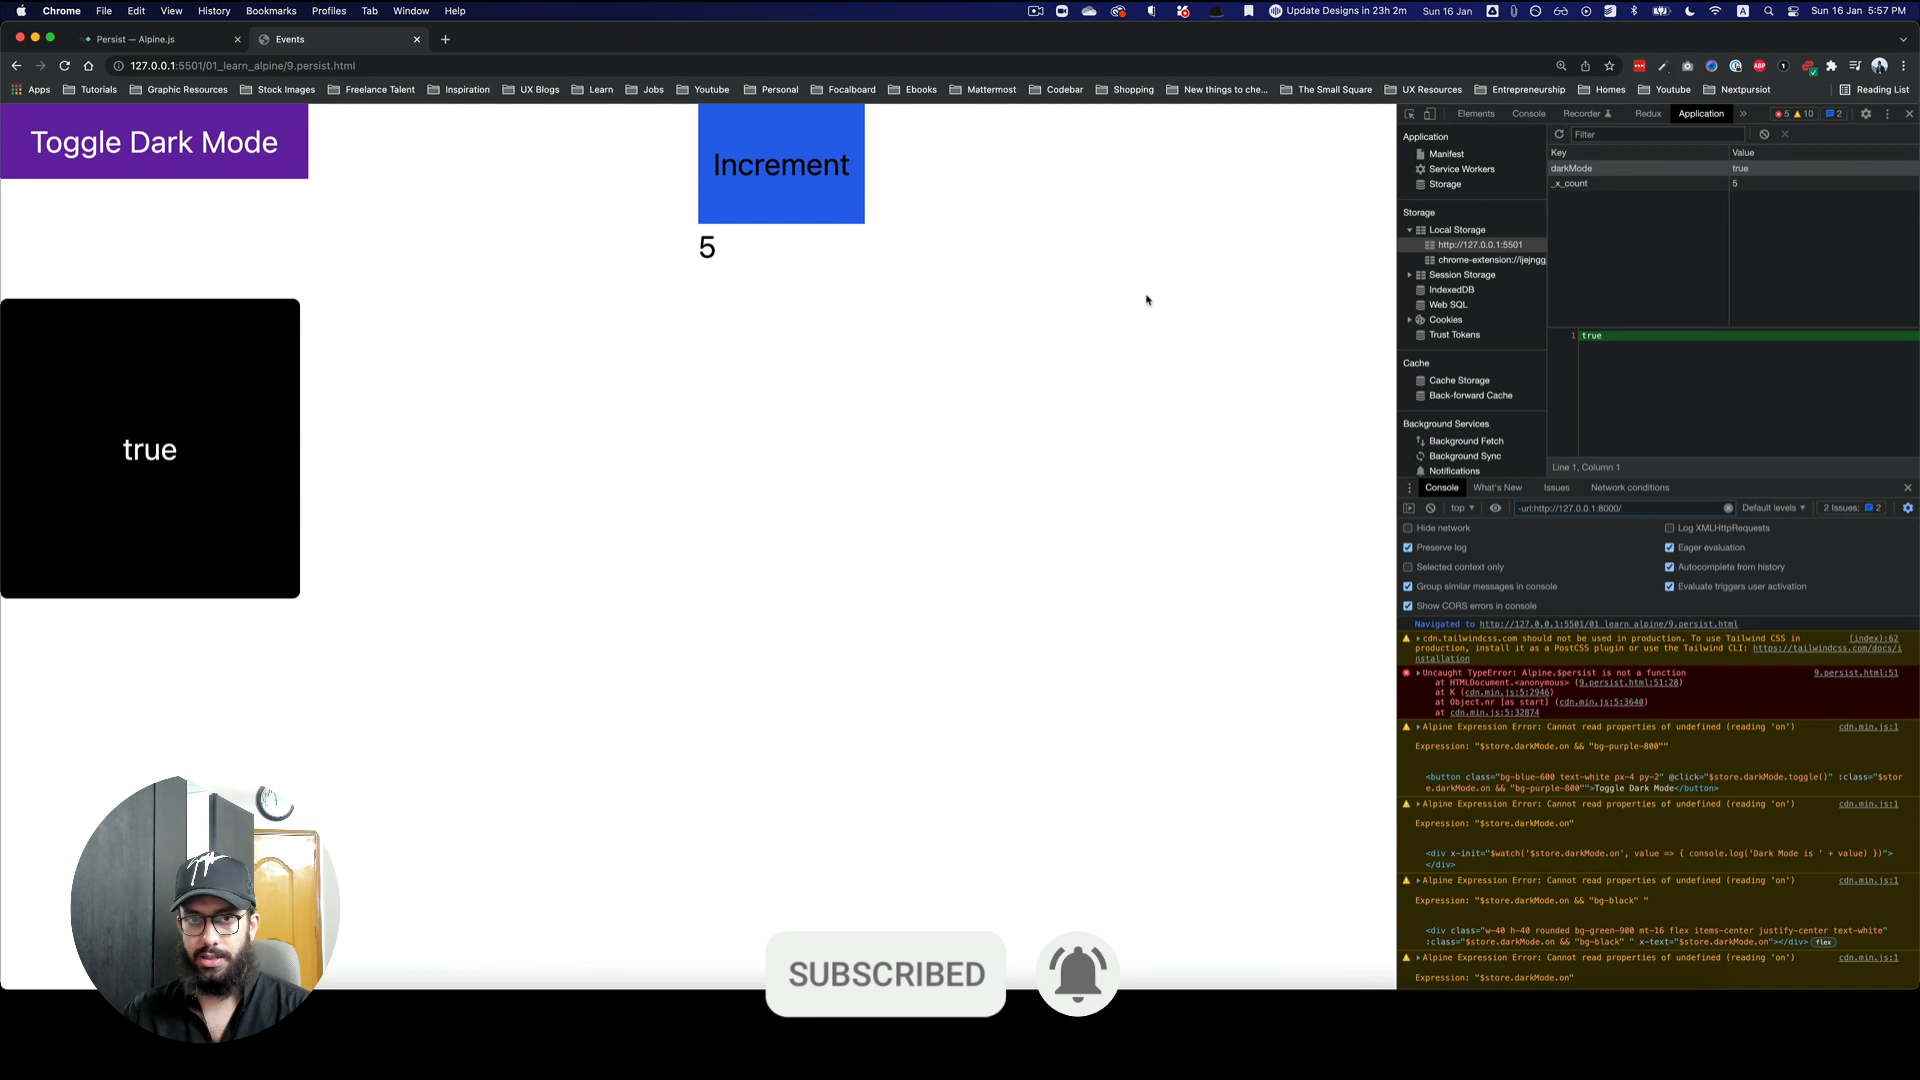 Chrome File Edit View History Bookmarks Profiles Tab Window Help
Update Designs in 23h 2m Sun 16 Jan A Sun 16 Jan 5:57 PM
Persist — Alpine.js Events
127.0.0.1:5501/01_learn_alpine/9.persist.html
Apps Tutorials Graphic Resources Stock Images Freelance Talent Inspiration UX Blogs Learn Jobs Youtube Personal Focalboard Ebooks Mattermost Codebar Shopping New things to che... The Small Square UX Resources Entrepreneurship Homes Youtube Nextpursiot Reading List
Toggle Dark Mode
Increment
5
true
Elements Console Recorder Redux Application » 5 10 2
Application
Manifest
Service Workers
Storage
Storage
Local Storage
http://127.0.0.1:5501
chrome-extension://ijejngg
Session Storage
IndexedDB
Web SQL
Cookies
Trust Tokens
Cache
Cache Storage
Back-forward Cache
Background Services
Background Fetch
Background Sync
Notifications
Filter
Key Value
darkMode true
_x_count 5
1 true
Line 1, Column 1
Console What's New Issues Network conditions
top -url:http://127.0.0.1:8000/ Default levels 2 Issues: 2
Hide network Log XMLHttpRequests
Preserve log Eager evaluation
Selected context only Autocomplete from history
Group similar messages in console Evaluate triggers user activation
Show CORS errors in console
Navigated to http://127.0.0.1:5501/01_learn_alpine/9.persist.html
cdn.tailwindcss.com should not be used in production. To use Tailwind CSS in (index):62
production, install it as a PostCSS plugin or use the Tailwind CLI: https://tailwindcss.com/docs/i
nstallation
Uncaught TypeError: Alpine.$persist is not a function 9.persist.html:51
at HTMLDocument.<anonymous> (9.persist.html:51:28)
at K (cdn.min.js:5:2946)
at Object.nr [as start] (cdn.min.js:5:3640)
at cdn.min.js:5:32874
Alpine Expression Error: Cannot read properties of undefined (reading 'on') cdn.min.js:1
Expression: "$store.darkMode.on && "bg-purple-800""
<button class="bg-blue-600 text-white px-4 py-2" @click="$store.darkMode.toggle()" :class="$stor
e.darkMode.on && "bg-purple-800"">Toggle Dark Mode</button>
Alpine Expression Error: Cannot read properties of undefined (reading 'on') cdn.min.js:1
Expression: "$store.darkMode.on"
<div x-init="$watch('$store.darkMode.on', value => { console.log('Dark Mode is ' + value) })">
</div>
Alpine Expression Error: Cannot read properties of undefined (reading 'on') cdn.min.js:1
Expression: "$store.darkMode.on && "bg-black" "
<div class="w-40 h-40 rounded bg-green-900 mt-16 flex items-center justify-center text-white"
:class="$store.darkMode.on && "bg-black" " x-text="$store.darkMode.on"></div> flex
Alpine Expression Error: Cannot read properties of undefined (reading 'on') cdn.min.js:1
Expression: "$store.darkMode.on"
SUBSCRIBED